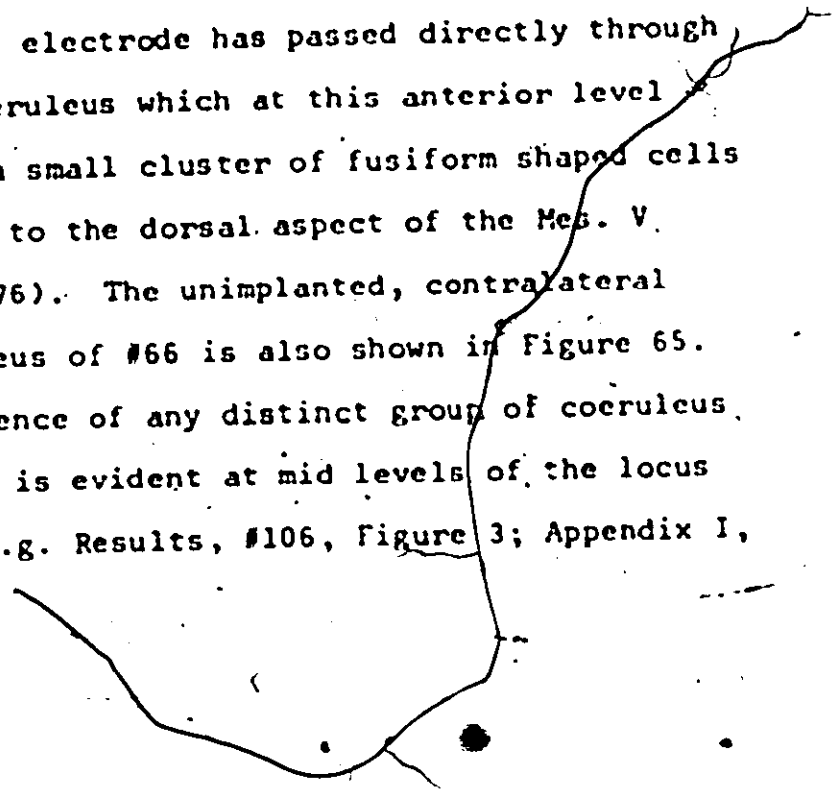 electrode has passed directly through
eruleus which at this anterior level
small cluster of fusiform shaped cells
to the dorsal aspect of the Mes. V
76). The unimplanted, contralateral
eus of #66 is also shown in Figure 65.
ence of any distinct group of coeruleus
is evident at mid levels of the locus
.g. Results, #106, Figure 3; Appendix I,